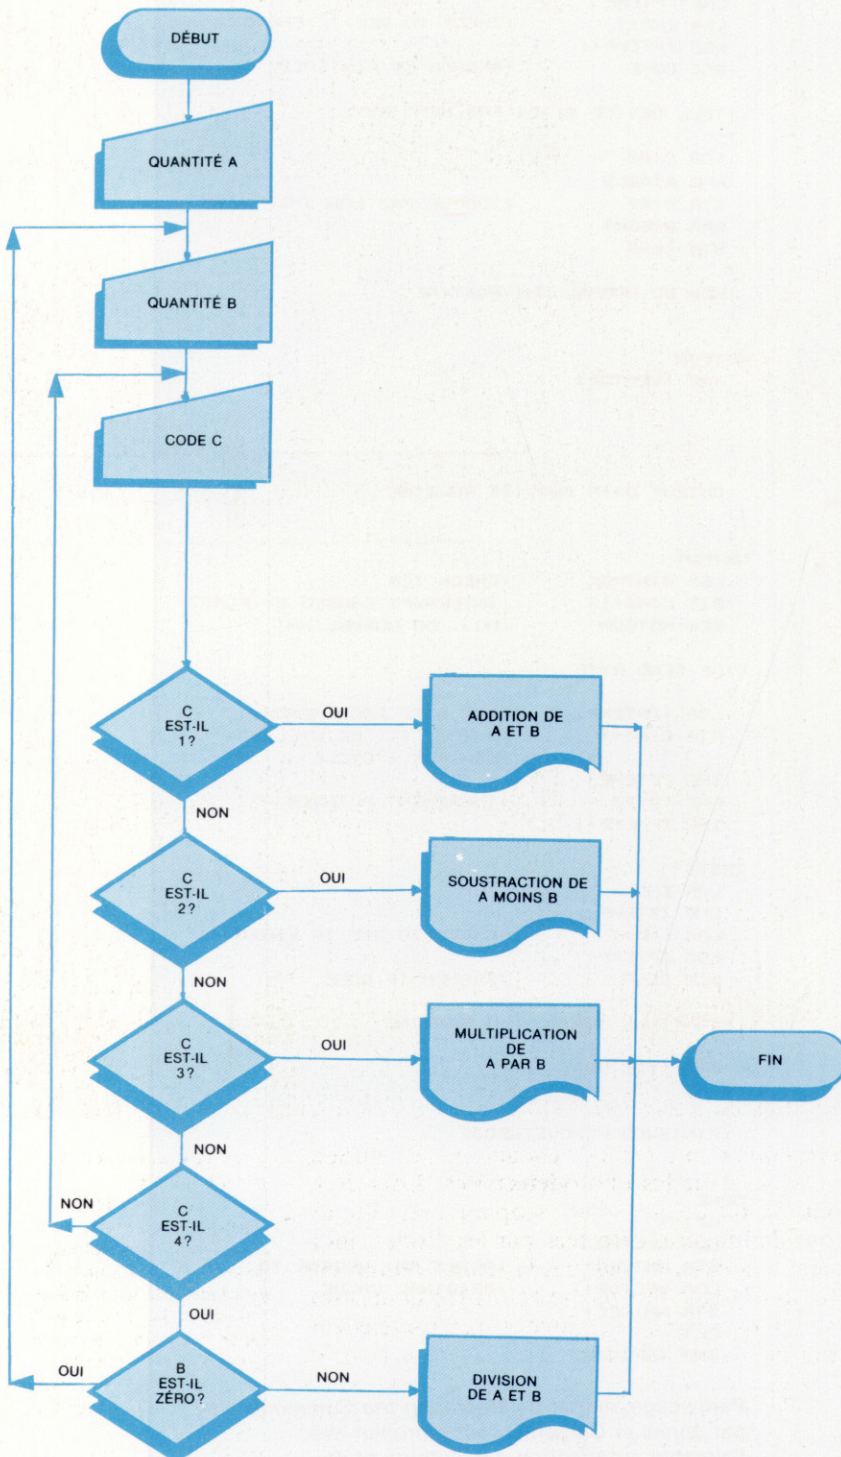 DÉBUT
QUANTITÉ A
QUANTITÉ B
CODE C
C
EST-IL
1?
OUI
ADDITION DE
A ET B
NON
C
EST-IL
2?
OUI
SOUSTRACTION DE
A MOINS B
NON
C
EST-IL
3?
OUI
MULTIPLICATION
DE
A PAR B
FIN
NON
NON
C
EST-IL
4?
OUI
OUI
B
EST-IL
ZÉRO?
NON
DIVISION
DE A ET B